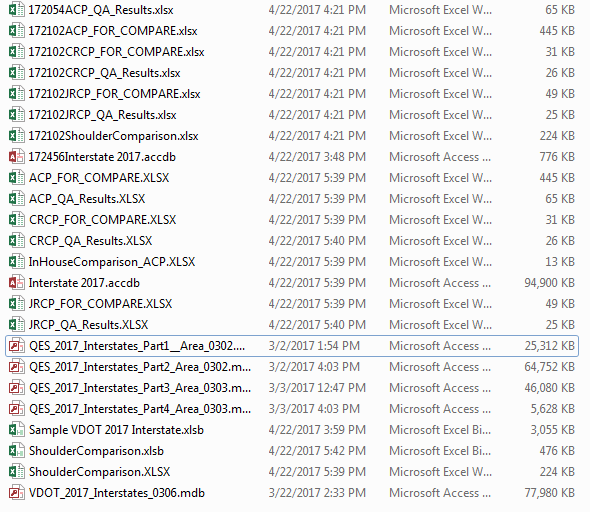 172054ACP_QA_Results.xlsx 4/22/2017 4:21 PM Microsoft Excel W... 65 KB
172102ACP_FOR_COMPARE.xlsx 4/22/2017 4:21 PM Microsoft Excel W... 445 KB
172102CRCP_FOR_COMPARE.xlsx 4/22/2017 4:21 PM Microsoft Excel W... 31 KB
172102CRCP_QA_Results.xlsx 4/22/2017 4:21 PM Microsoft Excel W... 26 KB
172102JRCP_FOR_COMPARE.xlsx 4/22/2017 4:21 PM Microsoft Excel W... 49 KB
172102JRCP_QA_Results.xlsx 4/22/2017 4:21 PM Microsoft Excel W... 25 KB
172102ShoulderComparison.xlsx 4/22/2017 4:21 PM Microsoft Excel W... 224 KB
172456Interstate 2017.accdb 4/22/2017 3:48 PM Microsoft Access ... 776 KB
ACP_FOR_COMPARE.XLSX 4/22/2017 5:39 PM Microsoft Excel W... 445 KB
ACP_QA_Results.XLSX 4/22/2017 5:39 PM Microsoft Excel W... 65 KB
CRCP_FOR_COMPARE.XLSX 4/22/2017 5:39 PM Microsoft Excel W... 31 KB
CRCP_QA_Results.XLSX 4/22/2017 5:40 PM Microsoft Excel W... 26 KB
InHouseComparison_ACP.XLSX 4/22/2017 5:39 PM Microsoft Excel W... 13 KB
Interstate 2017.accdb 4/22/2017 5:39 PM Microsoft Access ... 94,900 KB
JRCP_FOR_COMPARE.XLSX 4/22/2017 5:39 PM Microsoft Excel W... 49 KB
JRCP_QA_Results.XLSX 4/22/2017 5:40 PM Microsoft Excel W... 25 KB
QES_2017_Interstates_Part1__Area_0302.... 3/2/2017 1:54 PM Microsoft Access ... 25,312 KB
QES_2017_Interstates_Part2_Area_0302.m... 3/2/2017 4:03 PM Microsoft Access ... 64,752 KB
QES_2017_Interstates_Part3_Area_0303.m... 3/3/2017 12:47 PM Microsoft Access ... 46,080 KB
QES_2017_Interstates_Part4_Area_0303.m... 3/3/2017 4:03 PM Microsoft Access ... 5,628 KB
Sample VDOT 2017 Interstate.xlsb 4/22/2017 3:59 PM Microsoft Excel Bi... 3,055 KB
ShoulderComparison.xlsb 4/22/2017 5:42 PM Microsoft Excel Bi... 476 KB
ShoulderComparison.XLSX 4/22/2017 5:39 PM Microsoft Excel W... 224 KB
VDOT_2017_Interstates_0306.mdb 3/22/2017 2:33 PM Microsoft Access ... 77,980 KB